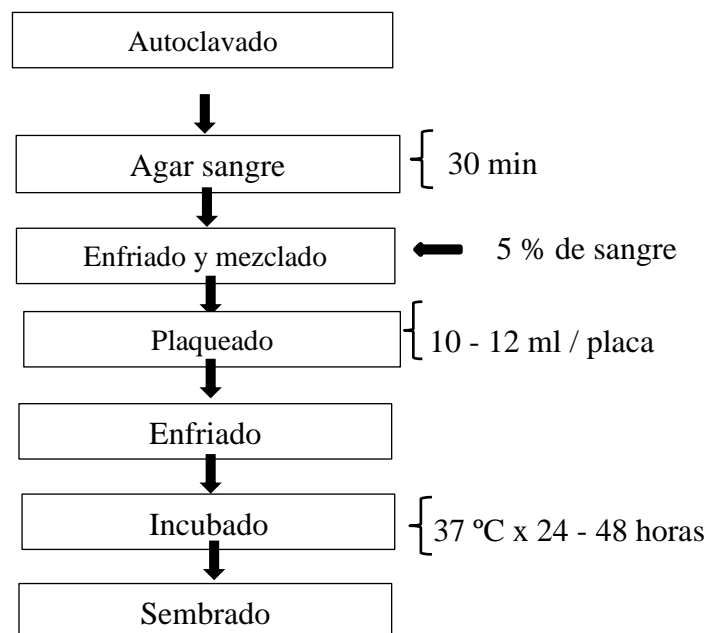 Autoclavado
Agar sangre
30 min
Enfriado y mezclado
5 % de sangre
Plaqueado
10 - 12 ml / placa
Enfriado
Incubado
37 ºC x 24 - 48 horas
Sembrado